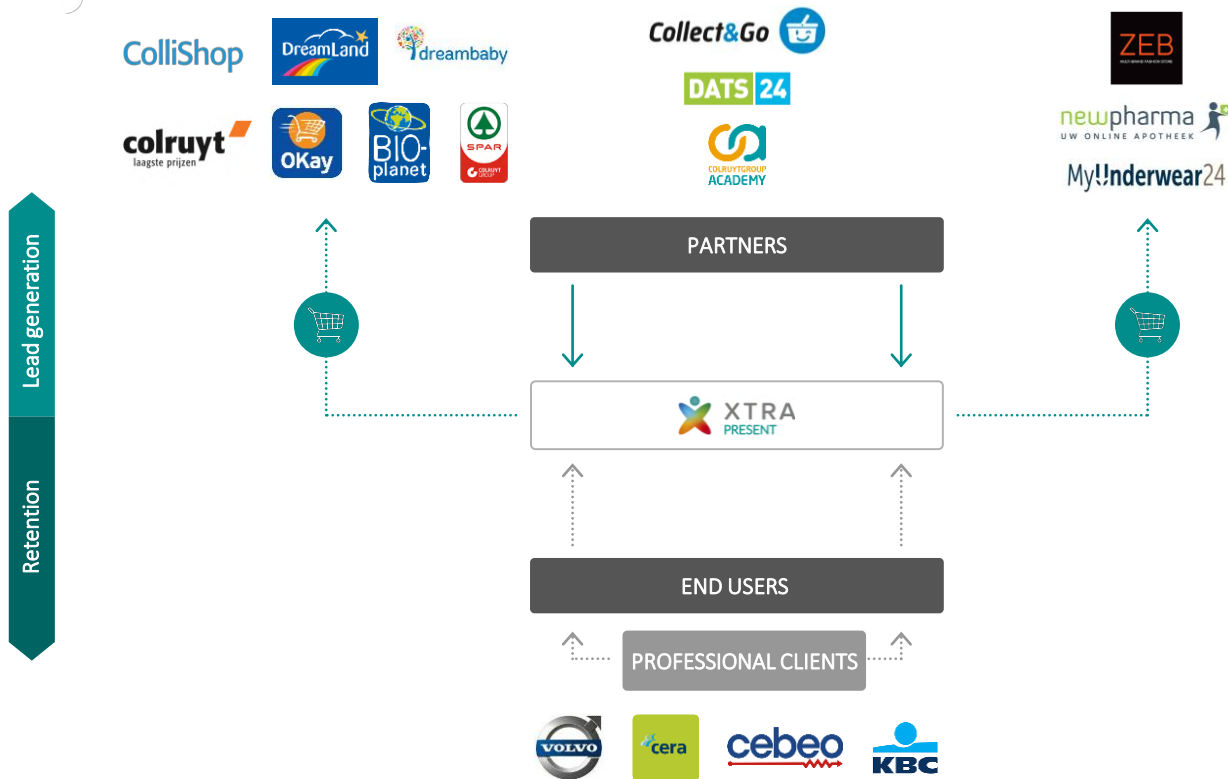 ColliShop
DreamLand
dreambaby
Collect&Go
ZEB
MULTI-BRAND FASHION STORE
DATS 24
newpharma
UW ONLINE APOTHEEK
colruyt
laagste prijzen
OKay
BIO-
planet
SPAR
COLRUYT
GROUP
COLRUYTGROUP
ACADEMY
MyUnderwear24
Lead generation
PARTNERS
XTRA
PRESENT
Retention
END USERS
PROFESSIONAL CLIENTS
VOLVO
cera
cebeo
KBC